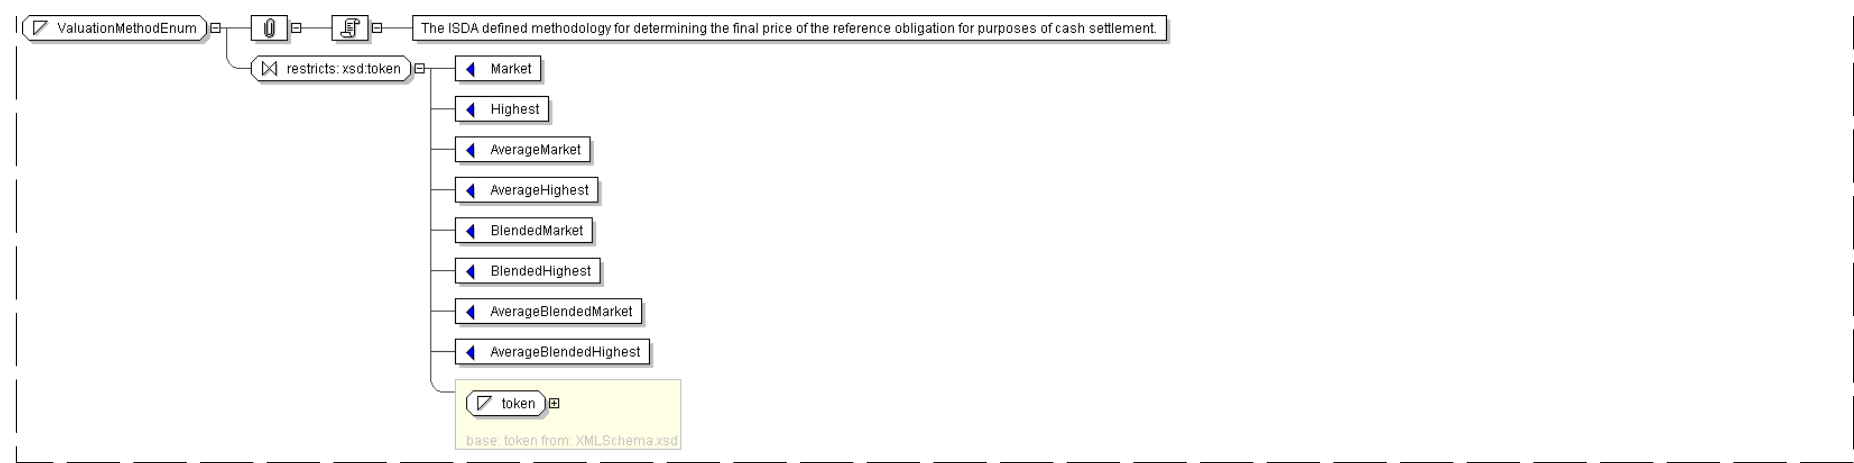 ValuationMethodEnum
The ISDA defined methodology for determining the final price of the reference obligation for purposes of cash settlement.
restricts: xsd:token
Market
Highest
AverageMarket
AverageHighest
BlendedMarket
BlendedHighest
AverageBlendedMarket
AverageBlendedHighest
token
base: token from: XMLSchema.xsd